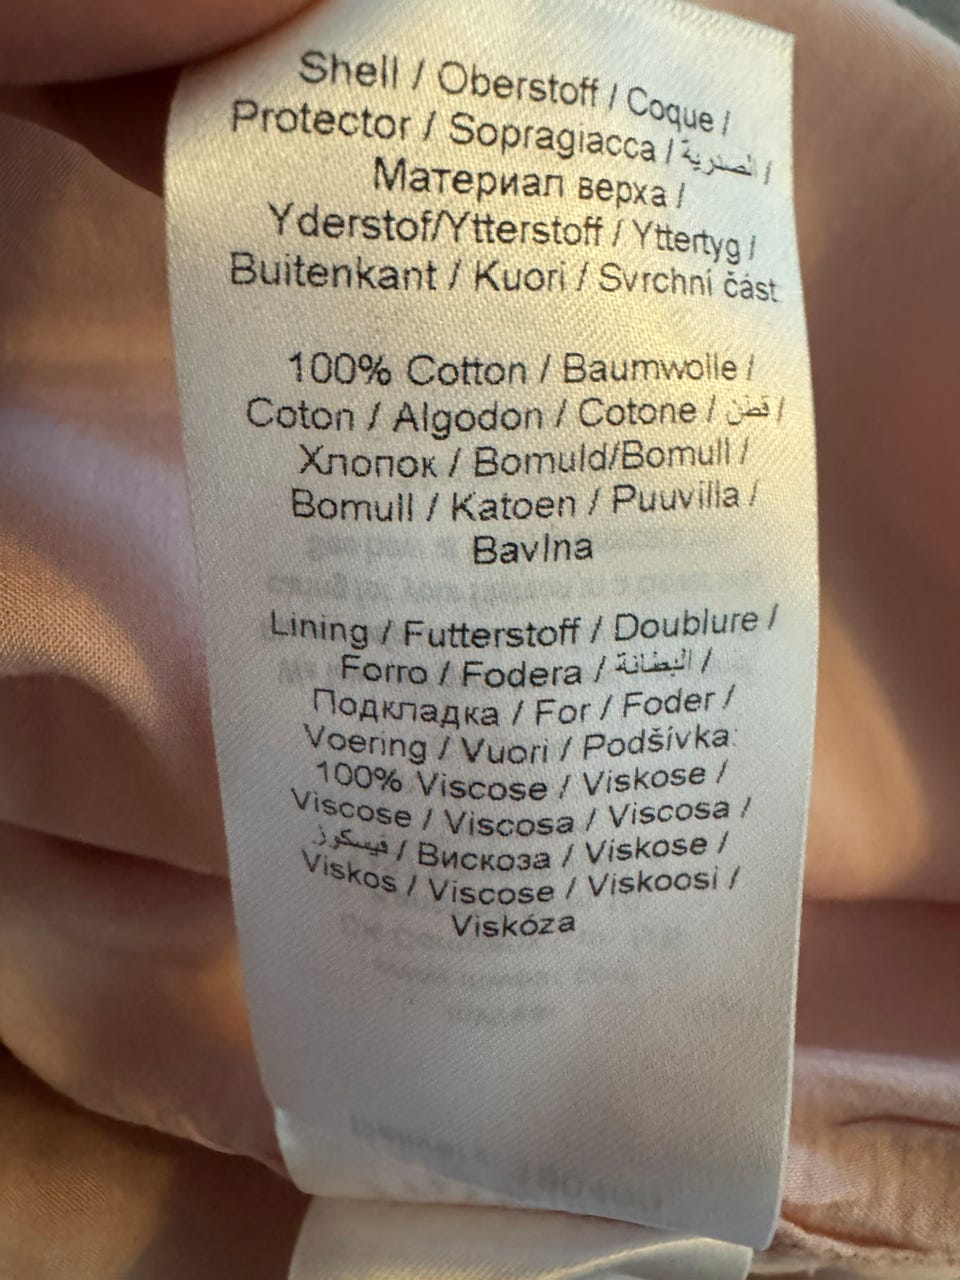 Shell / Oberstoff / Coque /
Protector / Sopragiacca / الصدرية /
Материап верха /
Yderstof/Ytterstoff / Yttertyg /
Buitenkant / Kuori / Svrchní část
100% Cotton / Baumwolle /
Coton / Algodon / Cotone / قطن /
Хлопок / Bomuld/Bomull /
Bomull / Katoen / Puuvilla /
Bavlna
Lining / Futterstoff / Doublure /
Forro / Fodera / البطانة /
Подкладка / For / Foder /
Voering / Vuori / Podšívka:
100% Viscose / Viskose /
Viscose / Viscosa / Viscosa /
فيسكوز / Вискоза / Viskose /
Viskos / Viscose / Viskoosi /
Viskóza